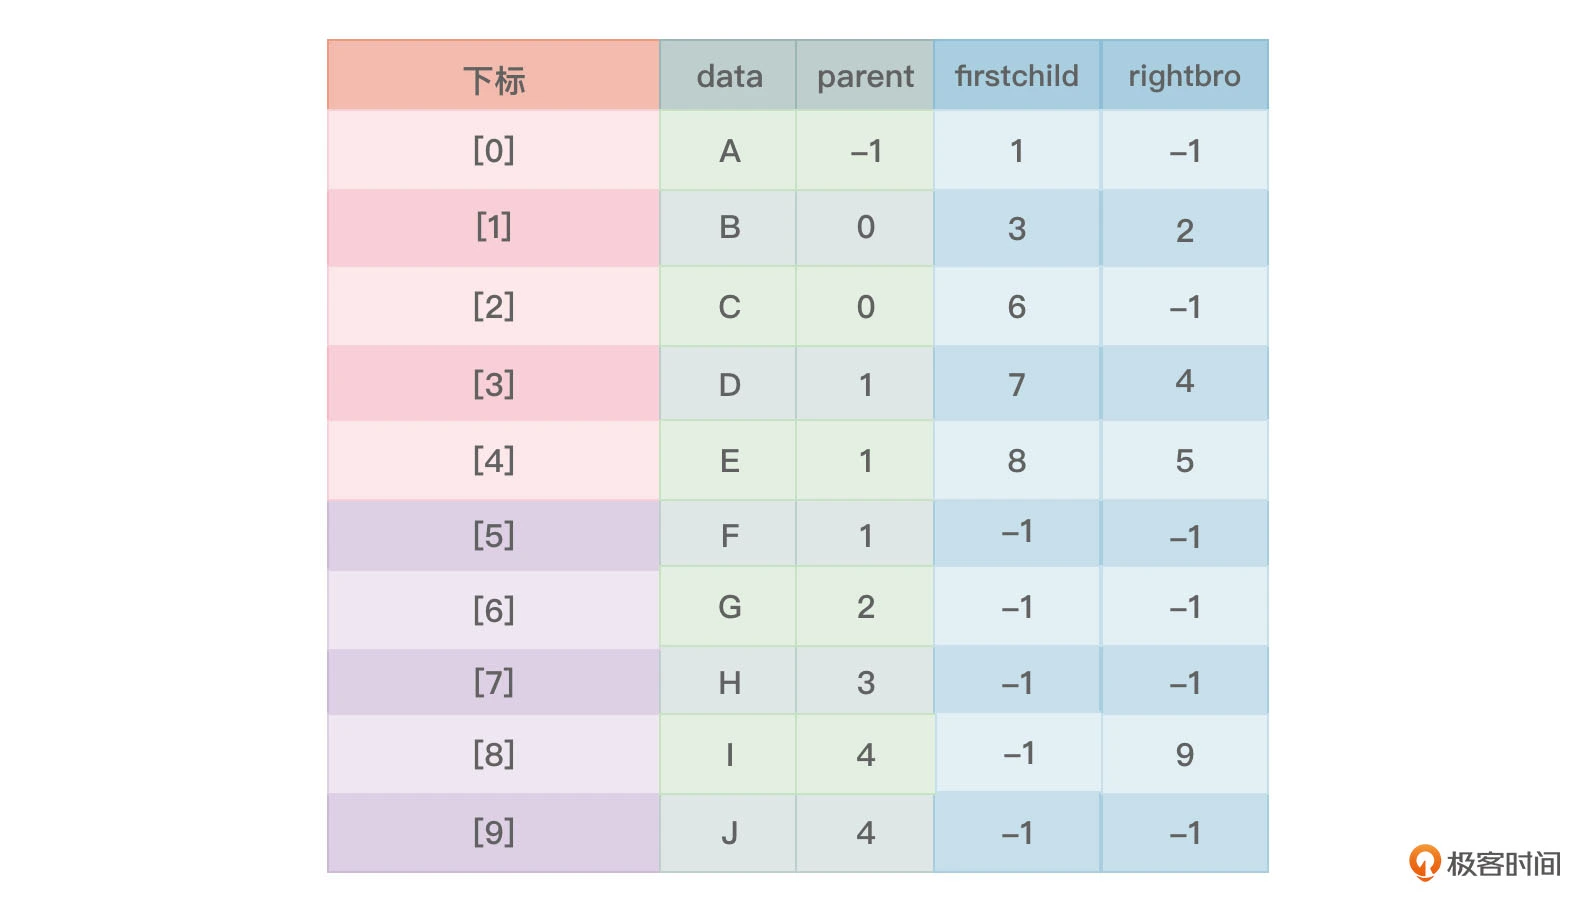 下标 data parent firstchild rightbro
[0] A –1 1 –1
[1] B 0 3 2
[2] C 0 6 –1
[3] D 1 7 4
[4] E 1 8 5
[5] F 1 –1 –1
[6] G 2 –1 –1
[7] H 3 –1 –1
[8] I 4 –1 9
[9] J 4 –1 –1
极客时间